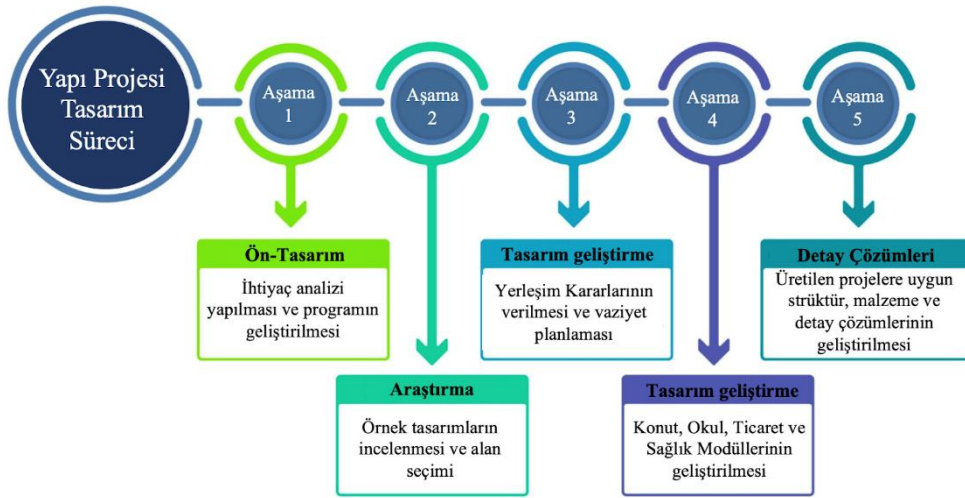 Yapı Projesi
Tasarım
Süreci
Aşama
1
Aşama
2
Aşama
3
Aşama
4
Aşama
5
Ön-Tasarım
İhtiyaç analizi
yapılması ve programın
geliştirilmesi
Araştırma
Örnek tasarımların
incelenmesi ve alan
seçimi
Tasarım geliştirme
Yerleşim Kararlarının
verilmesi ve vaziyet
planlaması
Tasarım geliştirme
Konut, Okul, Ticaret ve
Sağlık Modüllerinin
geliştirilmesi
Detay Çözümleri
Üretilen projelere uygun
strüktür, malzeme ve
detay çözümlerinin
geliştirilmesi